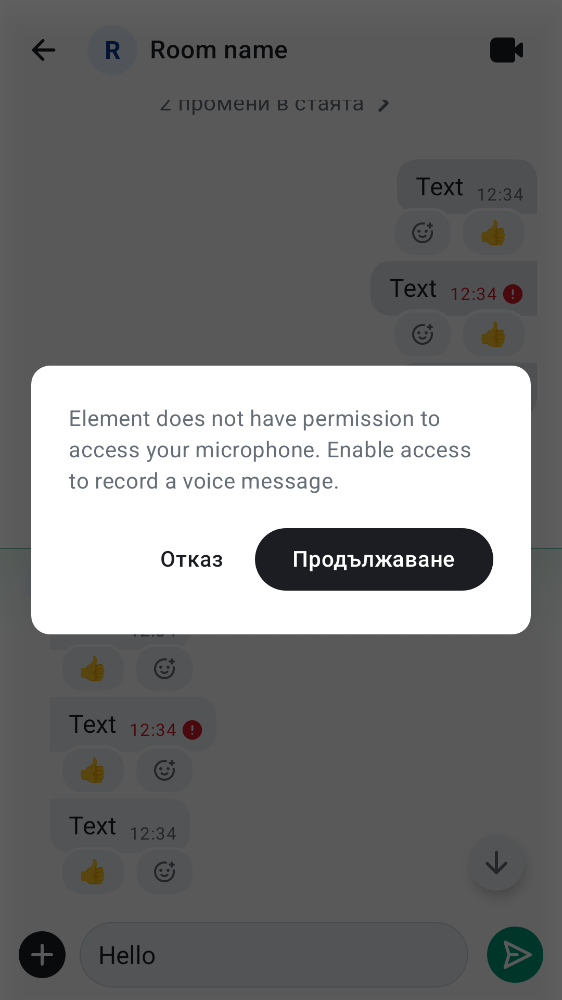 R Room name
2 промени в стаята
Text 12:34
Text 12:34
Element does not have permission to
access your microphone. Enable access
to record a voice message.
Отказ Продължаване
12:34
Text 12:34
Text 12:34
Hello